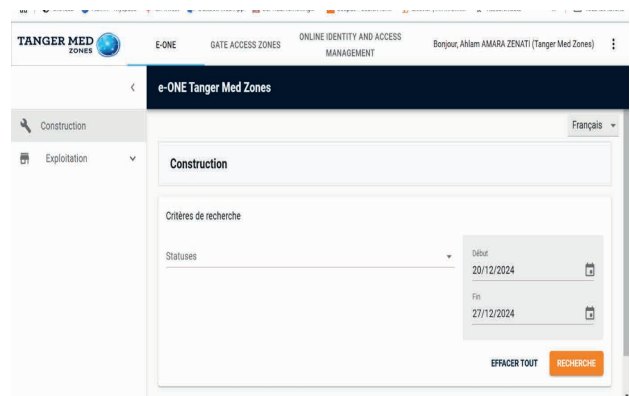 TANGER MED
ZONES
E-ONE
GATE ACCESS ZONES
ONLINE IDENTITY AND ACCESS
MANAGEMENT
Bonjour, Ahlam AMARA ZENATI (Tanger Med Zones)
e-ONE Tanger Med Zones
Construction
Exploitation
Français
Construction
Critères de recherche
Statuses
Début
20/12/2024
Fin
27/12/2024
EFFACER TOUT
RECHERCHE